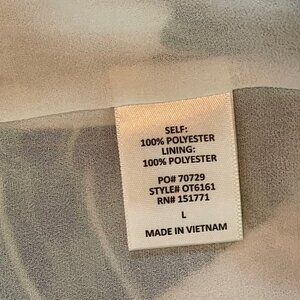 SELF:
100% POLYESTER
LINING:
100% POLYESTER
PO# 70729
STYLE# OT6161
RN# 151771
L
MADE IN VIETNAM